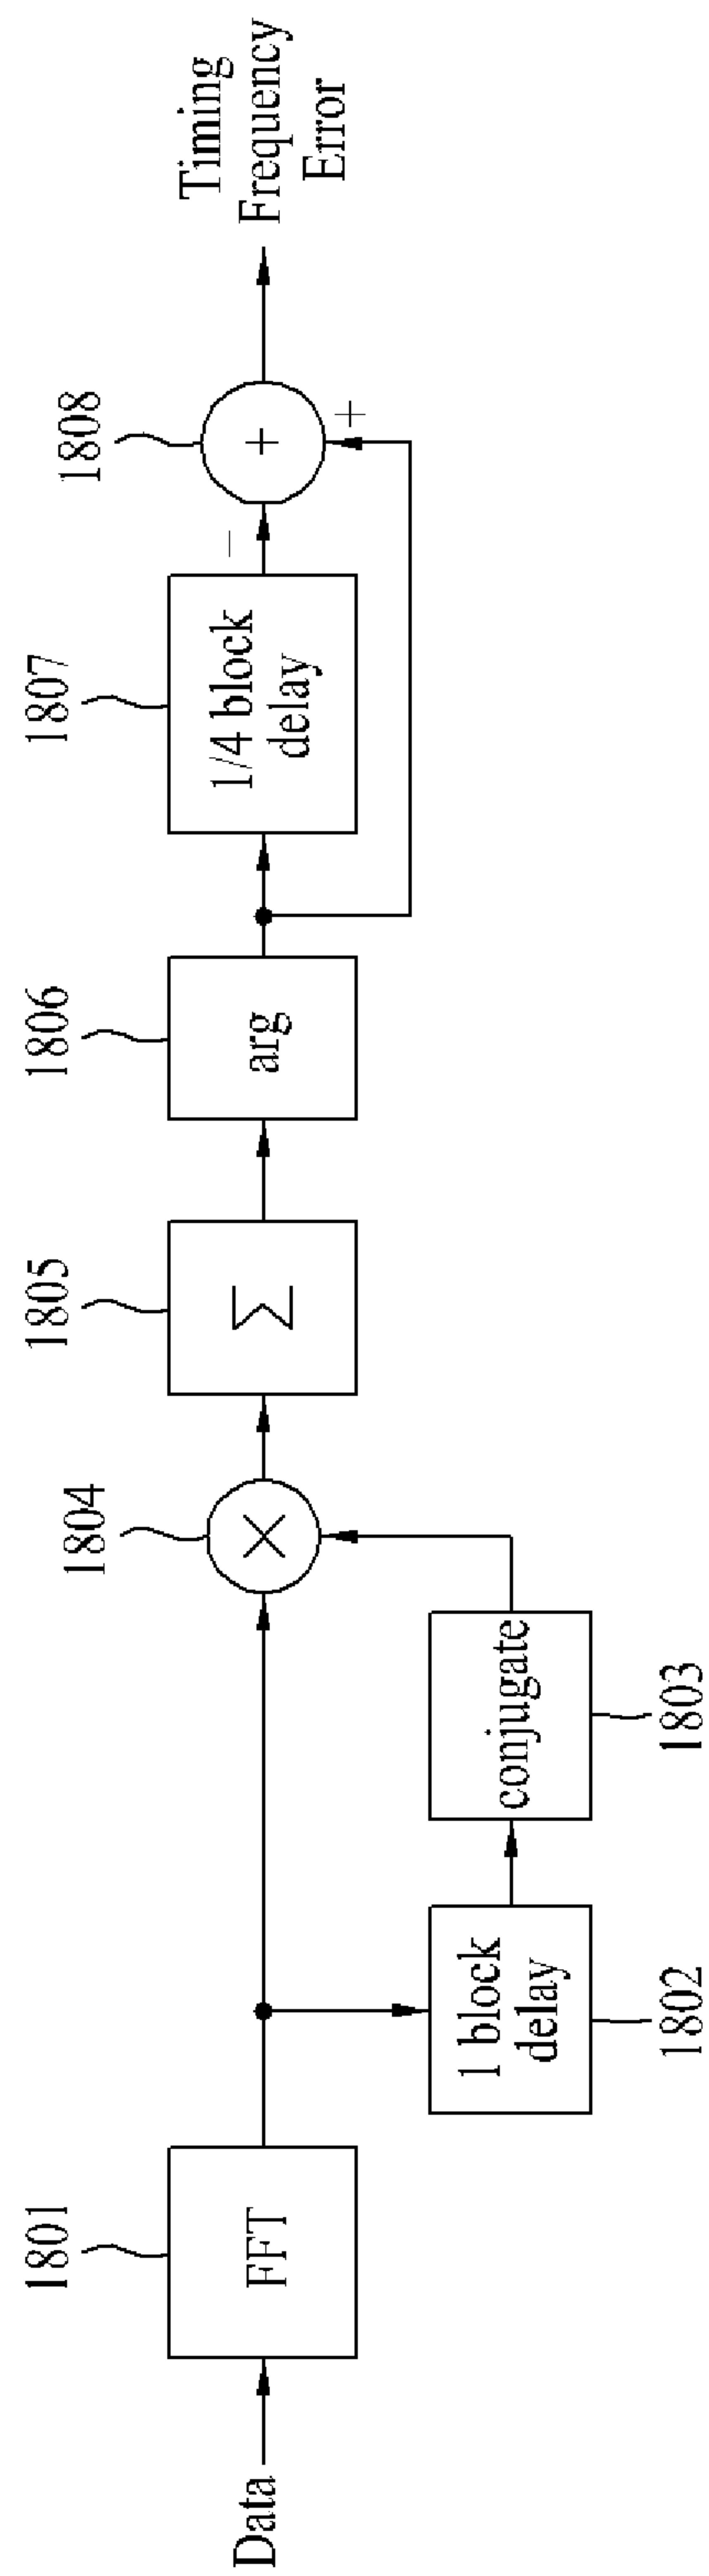 Data
1801
FFT
1 block
delay
1802
conjugate
1803
1804
×
1805
Σ
1806
arg
1807
1/4 block
delay
−
1808
+
+
Timing
Frequency
Error